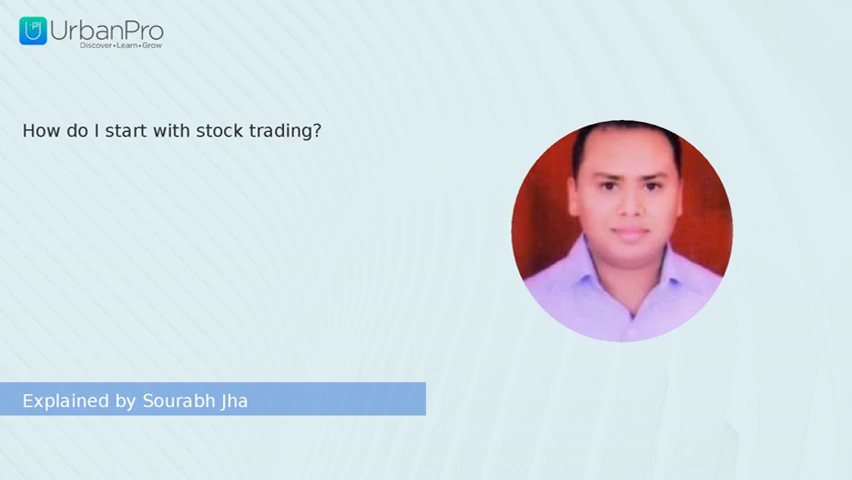 UrbanPro
Discover•Learn•Grow
How do I start with stock trading?
Explained by Sourabh Jha